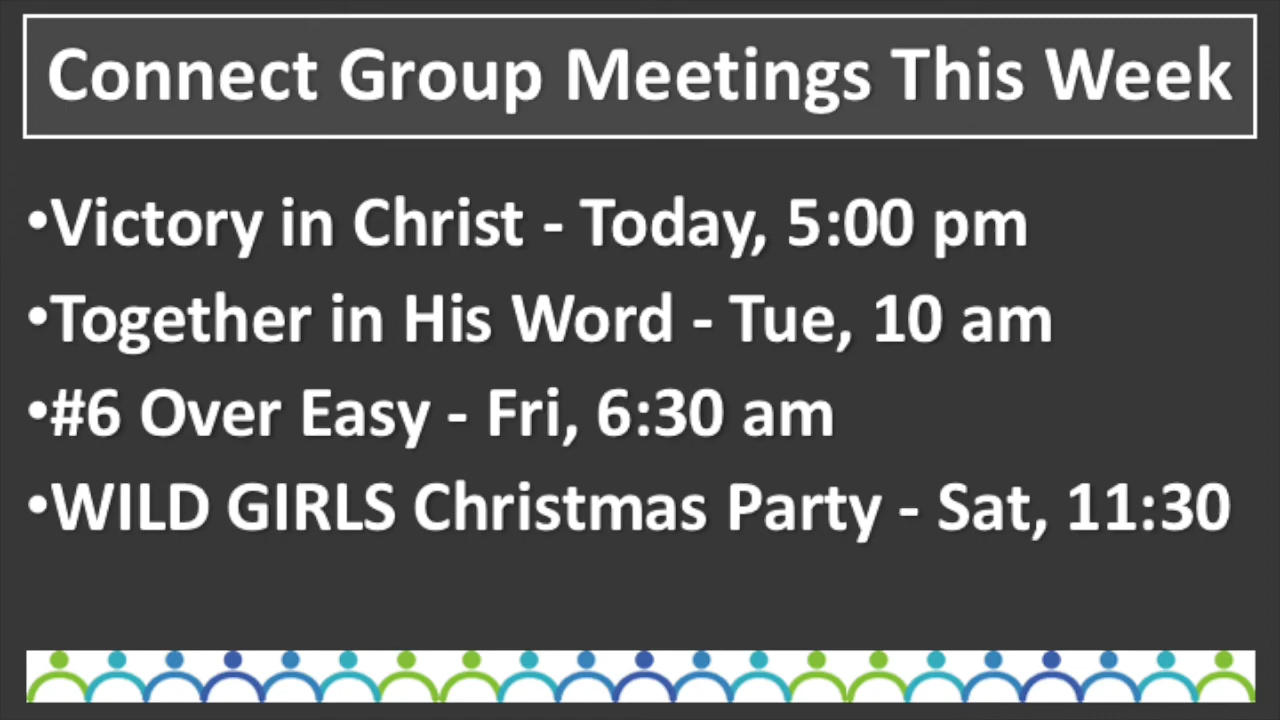 Connect Group Meetings This Week
•Victory in Christ - Today, 5:00 pm
•Together in His Word - Tue, 10 am
•#6 Over Easy - Fri, 6:30 am
•WILD GIRLS Christmas Party - Sat, 11:30